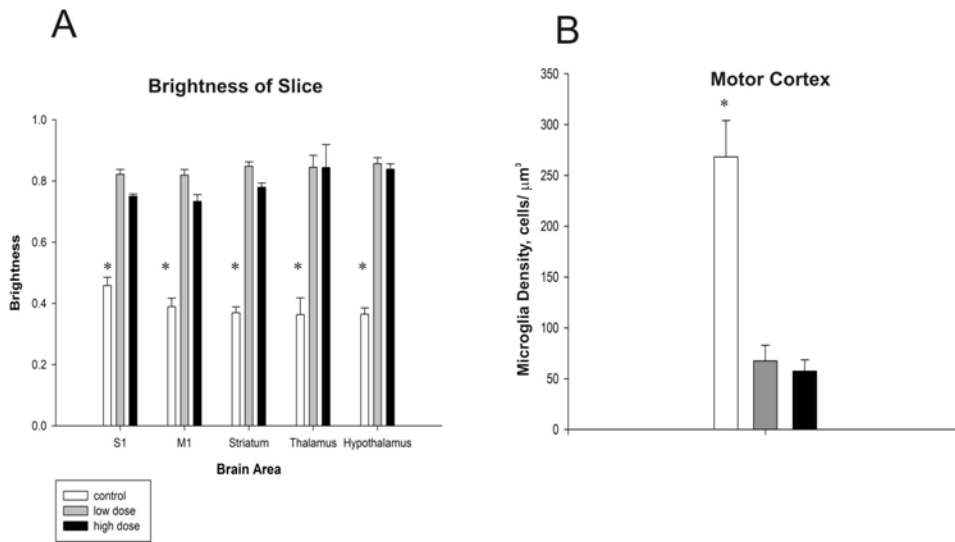 A
Brightness of Slice
1.0
0.8
0.6
0.4
0.2
0.0
Brightness
*
*
*
*
*
S1
M1
Striatum
Thalamus
Hypothalamus
Brain Area
control
low dose
high dose
B
Motor Cortex
350
300
250
200
150
100
50
0
Microglia Density, cells/ μm³
*